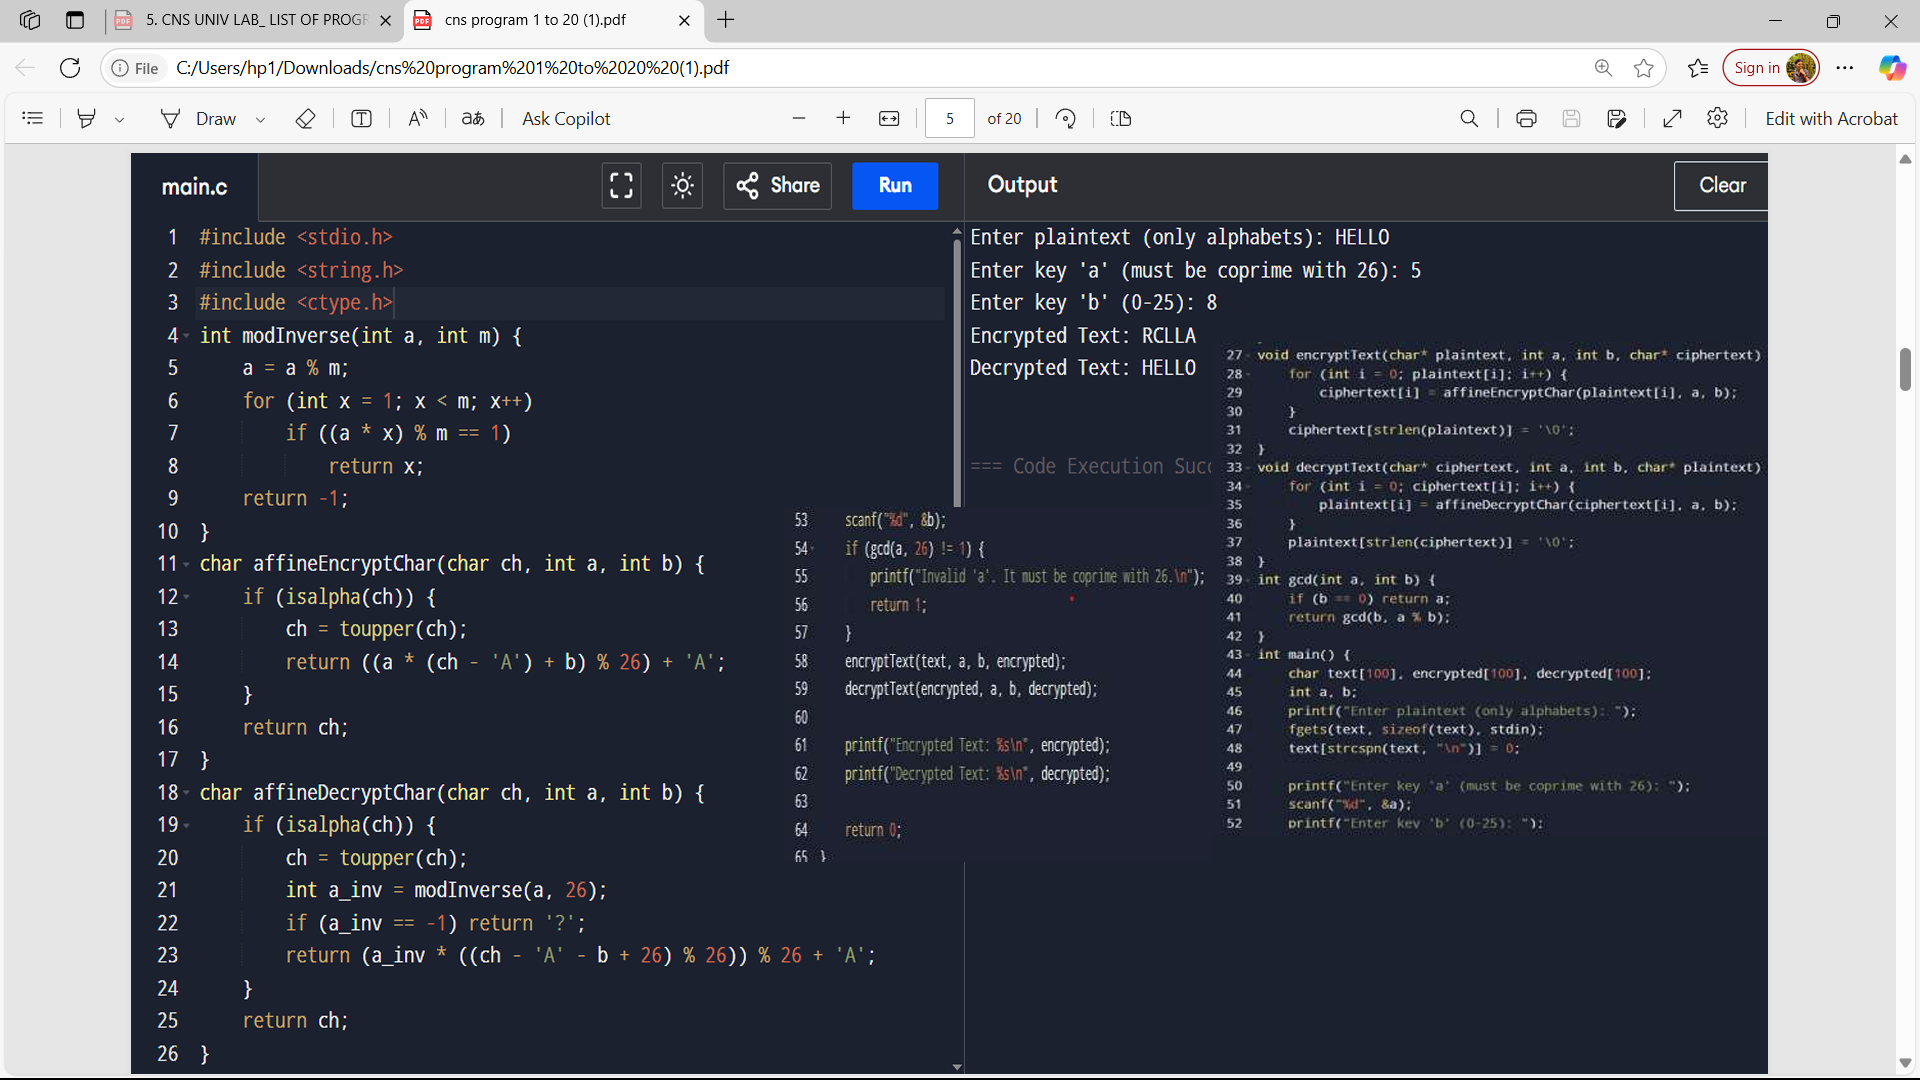 5. CNS UNIV LAB_ LIST OF PROGR
cns program 1 to 20 (1).pdf
File
C:/Users/hp1/Downloads/cns%20program%201%20to%2020%20(1).pdf
Sign in
Draw
aあ
Ask Copilot
5 of 20
Edit with Acrobat
main.c
Share
Run
Output
Clear
1 #include <stdio.h>
2 #include <string.h>
3 #include <ctype.h>
4 int modInverse(int a, int m) {
5 a = a % m;
6 for (int x = 1; x < m; x++)
7 if ((a * x) % m == 1)
8 return x;
9 return -1;
10 }
11 char affineEncryptChar(char ch, int a, int b) {
12 if (isalpha(ch)) {
13 ch = toupper(ch);
14 return ((a * (ch - 'A') + b) % 26) + 'A';
15 }
16 return ch;
17 }
18 char affineDecryptChar(char ch, int a, int b) {
19 if (isalpha(ch)) {
20 ch = toupper(ch);
21 int a_inv = modInverse(a, 26);
22 if (a_inv == -1) return '?';
23 return (a_inv * ((ch - 'A' - b + 26) % 26)) % 26 + 'A';
24 }
25 return ch;
26 }
Enter plaintext (only alphabets): HELLO
Enter key 'a' (must be coprime with 26): 5
Enter key 'b' (0-25): 8
Encrypted Text: RCLLA
Decrypted Text: HELLO
=== Code Execution Succ
27 void encryptText(char* plaintext, int a, int b, char* ciphertext)
28 for (int i = 0; plaintext[i]; i++) {
29 ciphertext[i] = affineEncryptChar(plaintext[i], a, b);
30 }
31 ciphertext[strlen(plaintext)] = '\0';
32 }
33 void decryptText(char* ciphertext, int a, int b, char* plaintext)
34 for (int i = 0; ciphertext[i]; i++) {
35 plaintext[i] = affineDecryptChar(ciphertext[i], a, b);
36 }
37 plaintext[strlen(ciphertext)] = '\0';
38 }
39 int gcd(int a, int b) {
40 if (b == 0) return a;
41 return gcd(b, a % b);
42 }
43 int main() {
44 char text[100], encrypted[100], decrypted[100];
45 int a, b;
46 printf("Enter plaintext (only alphabets): ");
47 fgets(text, sizeof(text), stdin);
48 text[strcspn(text, "\n")] = 0;
49
50 printf("Enter key 'a' (must be coprime with 26): ");
51 scanf("%d", &a);
52 printf("Enter key 'b' (0-25): ");
53 scanf("%d", &b);
54 if (gcd(a, 26) != 1) {
55 printf("Invalid 'a'. It must be coprime with 26.\n");
56 return 1;
57 }
58 encryptText(text, a, b, encrypted);
59 decryptText(encrypted, a, b, decrypted);
60
61 printf("Encrypted Text: %s\n", encrypted);
62 printf("Decrypted Text: %s\n", decrypted);
63
64 return 0;
65 }